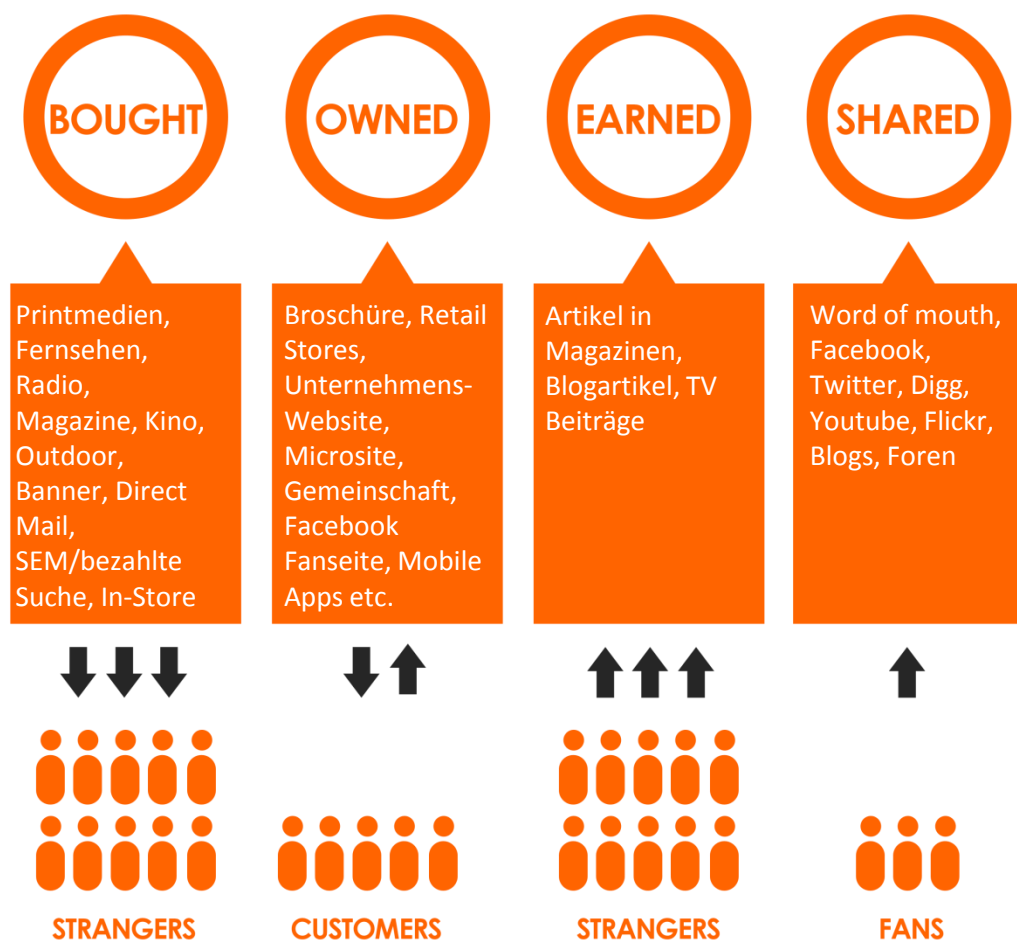 BOUGHT
OWNED
EARNED
SHARED
Printmedien,
Fernsehen,
Radio,
Magazine, Kino,
Outdoor,
Banner, Direct
Mail,
SEM/bezahlte
Suche, In-Store
Broschüre, Retail
Stores,
Unternehmens-
Website,
Microsite,
Gemeinschaft,
Facebook
Fanseite, Mobile
Apps etc.
Artikel in
Magazinen,
Blogartikel, TV
Beiträge
Word of mouth,
Facebook,
Twitter, Digg,
Youtube, Flickr,
Blogs, Foren
STRANGERS
CUSTOMERS
STRANGERS
FANS